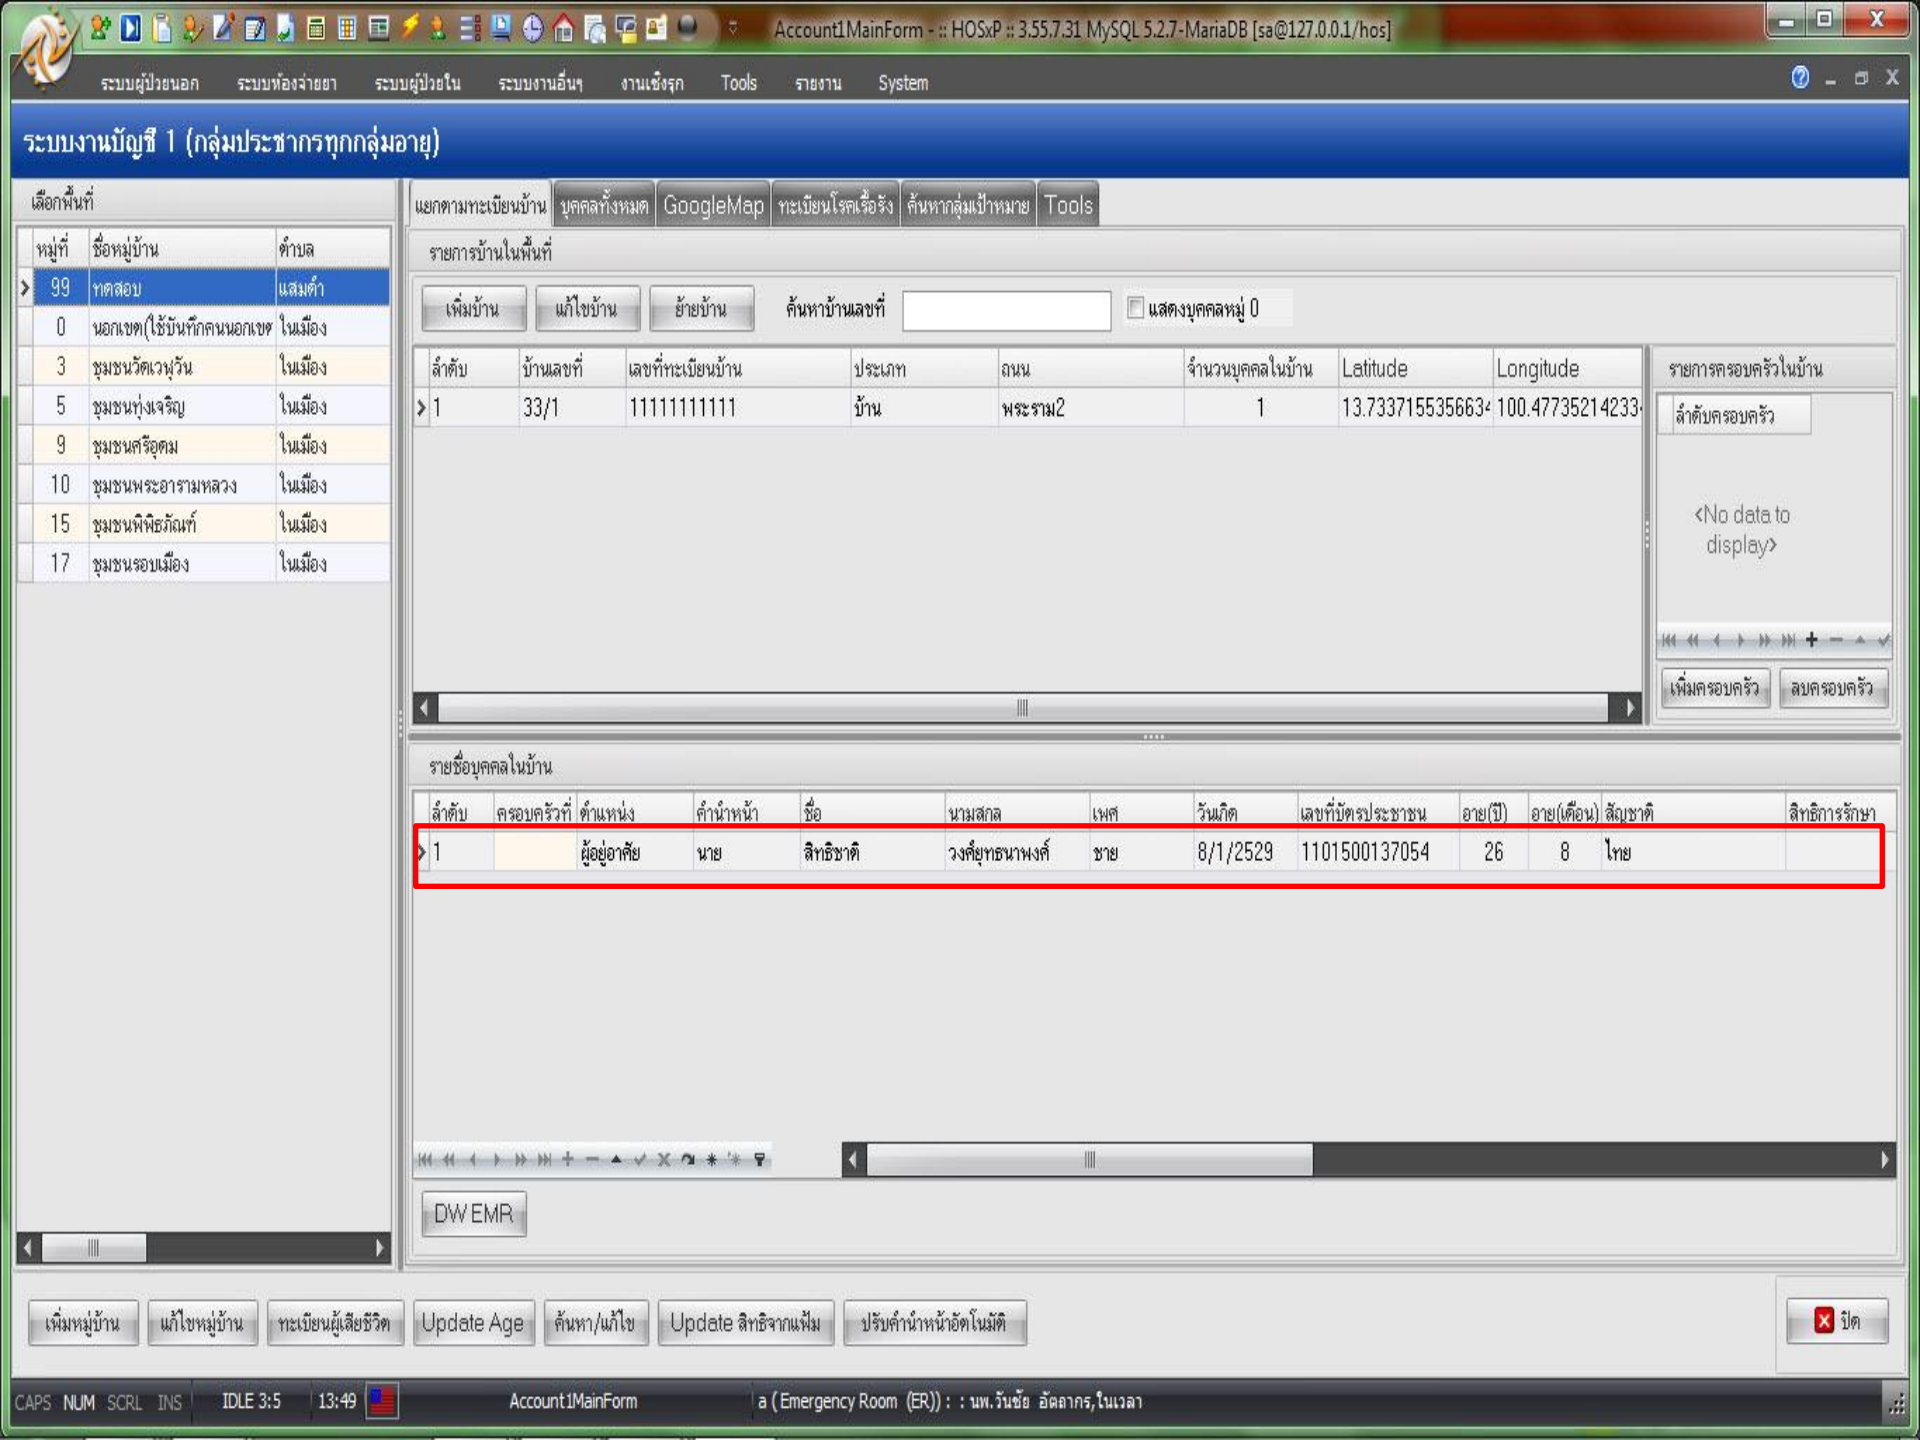 Account1MainForm - :: HOSxP :: 3.55.7.31 MySQL 5.2.7-MariaDB [sa@127.0.0.1/hos]
ระบบผู้ป่วยนอก ระบบห้องจ่ายยา ระบบผู้ป่วยใน ระบบงานอื่นๆ งานเชิงรุก Tools รายงาน System
ระบบงานบัญชี 1 (กลุ่มประชากรทุกกลุ่มอายุ)
เลือกพื้นที่
หมู่ที่ ชื่อหมู่บ้าน ตำบล
99 ทดสอบ แสมดำ
0 นอกเขต(ใช้บันทึกคนนอกเขต ในเมือง
3 ชุมชนวัดเวฬุวัน ในเมือง
5 ชุมชนทุ่งเจริญ ในเมือง
9 ชุมชนศรีอุดม ในเมือง
10 ชุมชนพระอารามหลวง ในเมือง
15 ชุมชนพิพิธภัณฑ์ ในเมือง
17 ชุมชนรอบเมือง ในเมือง
แยกตามทะเบียนบ้าน บุคคลทั้งหมด GoogleMap ทะเบียนโรคเรื้อรัง ค้นหากลุ่มเป้าหมาย Tools
รายการบ้านในพื้นที่
เพิ่มบ้าน แก้ไขบ้าน ย้ายบ้าน ค้นหาบ้านเลขที่ แสดงบุคคลหมู่ 0
ลำดับ บ้านเลขที่ เลขที่ทะเบียนบ้าน ประเภท ถนน จำนวนบุคคลในบ้าน Latitude Longitude
1 33/1 11111111111 บ้าน พระราม2 1 13.7337155356634 100.47735214233
รายการครอบครัวในบ้าน
ลำดับครอบครัว
<No data to
display>
เพิ่มครอบครัว ลบครอบครัว
รายชื่อบุคคลในบ้าน
ลำดับ ครอบครัวที่ ตำแหน่ง คำนำหน้า ชื่อ นามสกุล เพศ วันเกิด เลขที่บัตรประชาชน อายุ(ปี) อายุ(เดือน) สัญชาติ สิทธิการรักษา
1 ผู้อยู่อาศัย นาย สิทธิชาติ วงศ์ยุทธนาพงศ์ ชาย 8/1/2529 1101500137054 26 8 ไทย
DW EMR
เพิ่มหมู่บ้าน แก้ไขหมู่บ้าน ทะเบียนผู้เสียชีวิต Update Age ค้นหา/แก้ไข Update สิทธิจากแฟ้ม ปรับคำนำหน้าอัตโนมัติ ปิด
CAPS NUM SCRL INS IDLE 3:5 13:49 Account1MainForm a ( Emergency Room (ER)) : : นพ.วันชัย อัตถากร,ในเวลา